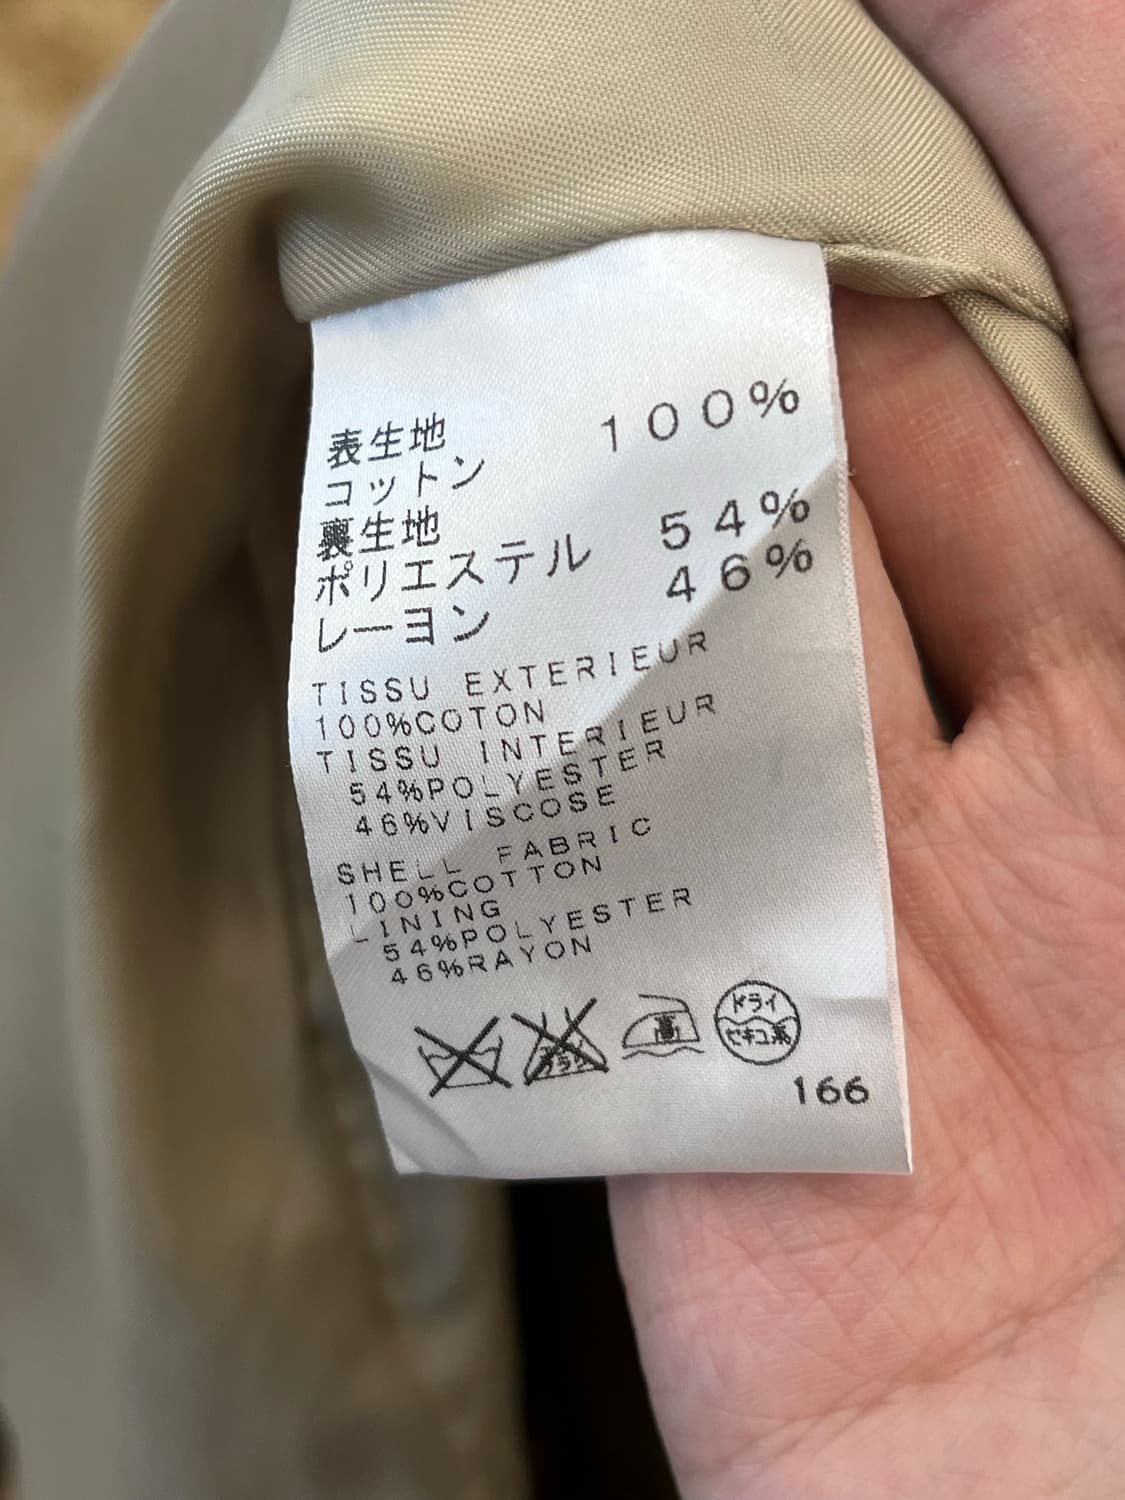 表生地 100%
コットン
裏生地
ポリエステル 54%
レーヨン 46%
TISSU EXTERIEUR
100%COTON
TISSU INTERIEUR
54%POLYESTER
46%VISCOSE
SHELL FABRIC
100%COTTON
LINING
54%POLYESTER
46%RAYON
高 ドライ
セキユ系
166